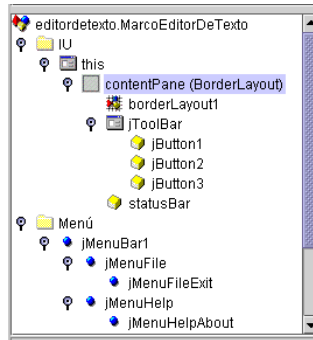 editordetexto.MarcoEditorDeTexto
IU
this
contentPane (BorderLayout)
borderLayout1
jToolBar
jButton1
jButton2
jButton3
statusBar
Menú
jMenuBar1
jMenuFile
jMenuFileExit
jMenuHelp
jMenuHelpAbout